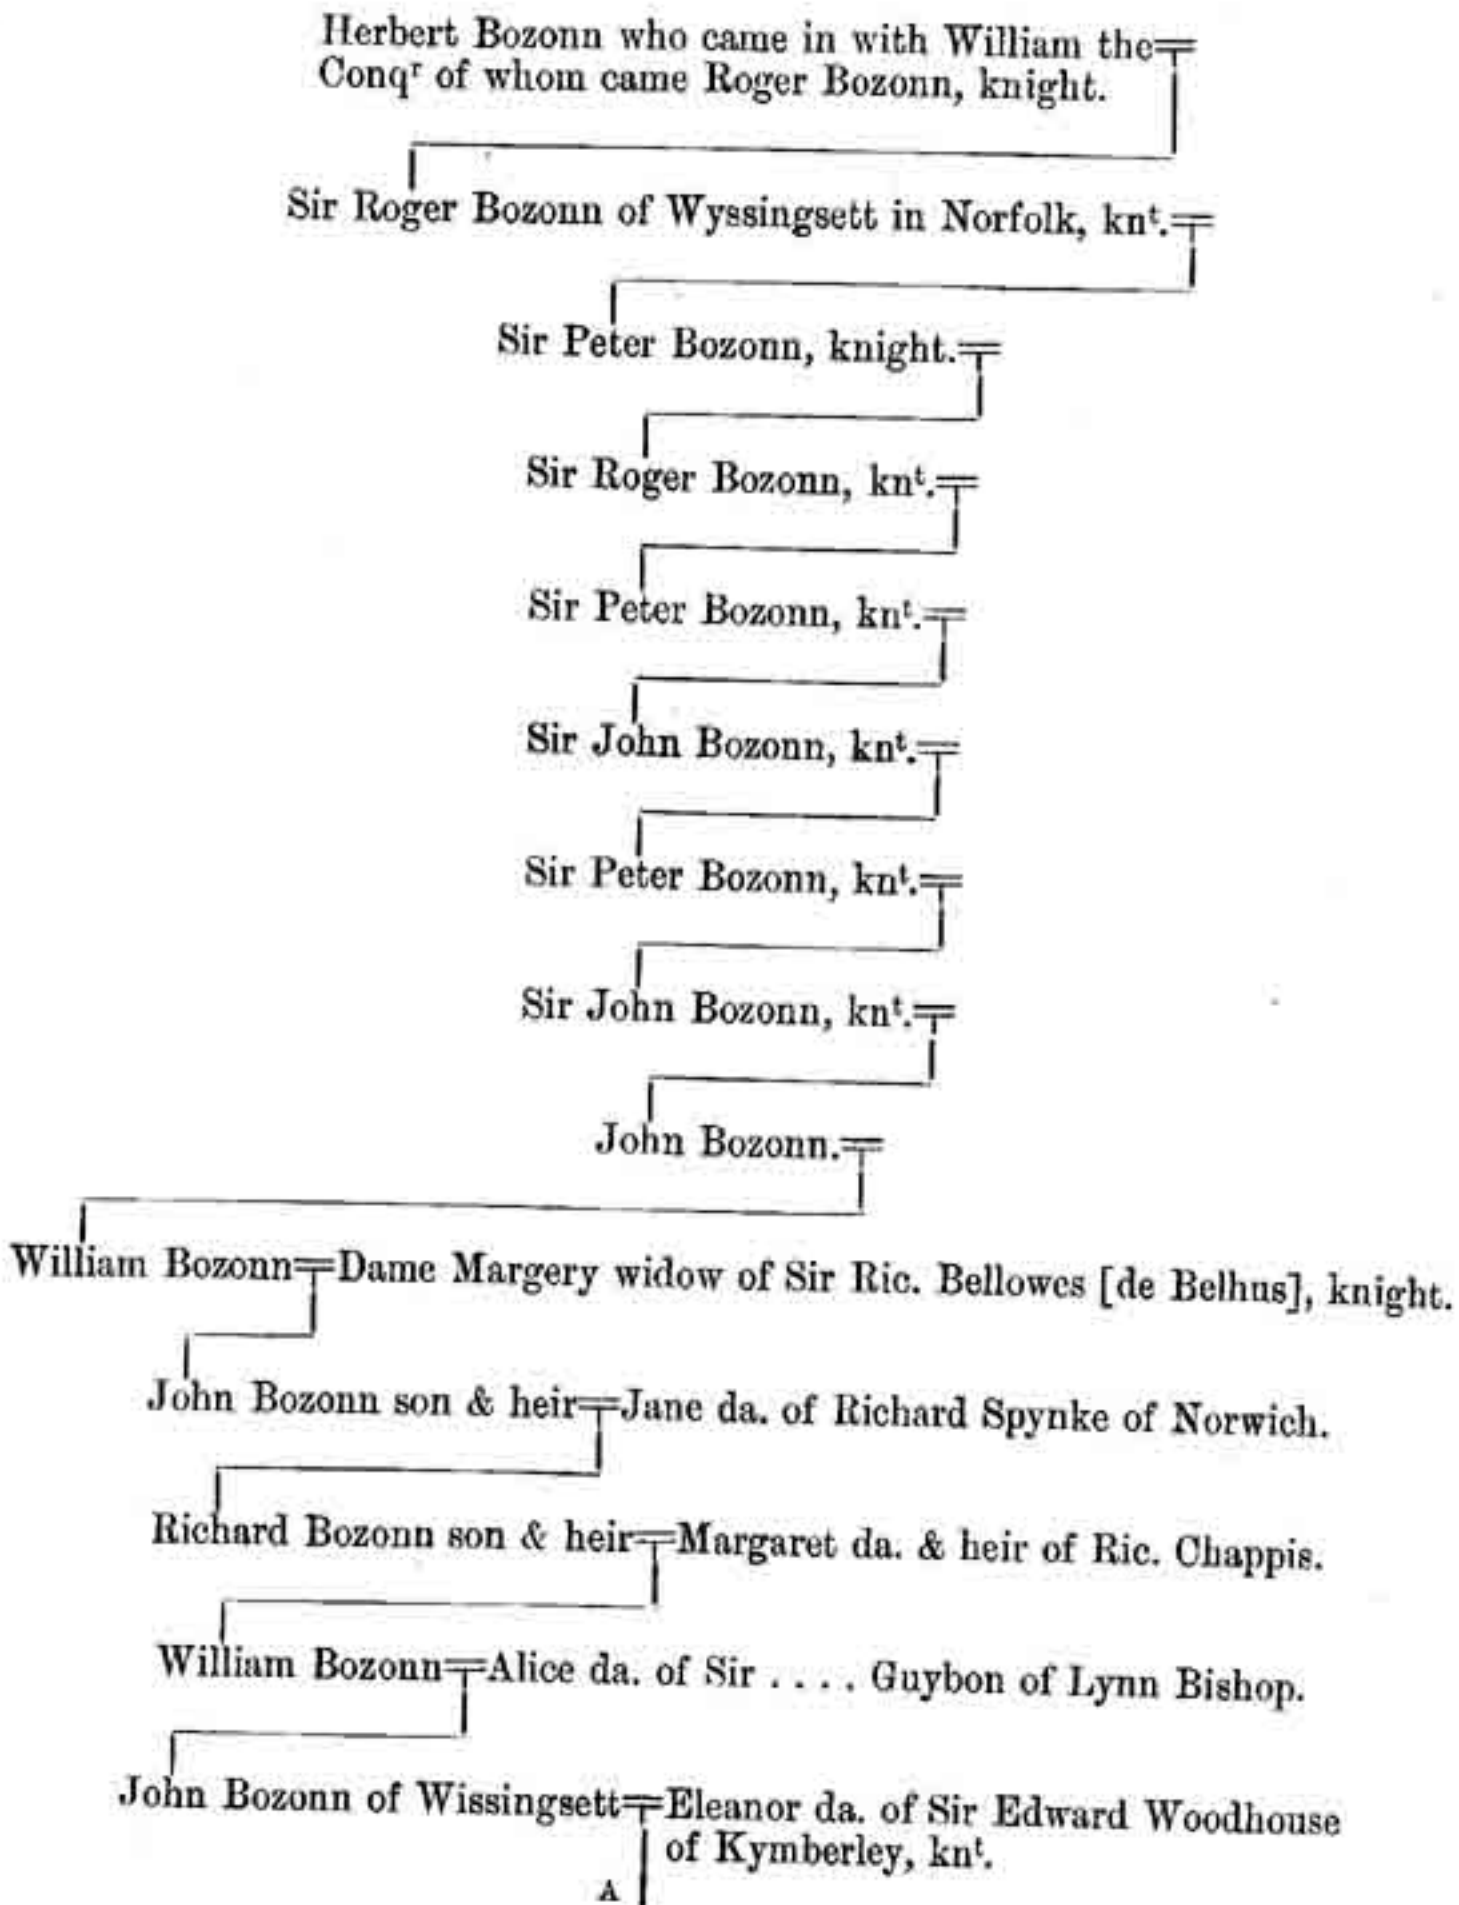 Herbert Bozonn who came in with William the
Conqʳ of whom came Roger Bozonn, knight.
Sir Roger Bozonn of Wyssingsett in Norfolk, knᵗ.
Sir Peter Bozonn, knight.
Sir Roger Bozonn, knᵗ.
Sir Peter Bozonn, knᵗ.
Sir John Bozonn, knᵗ.
Sir Peter Bozonn, knᵗ.
Sir John Bozonn, knᵗ.
John Bozonn.
William Bozonn Dame Margery widow of Sir Ric. Bellowes [de Belhus], knight.
John Bozonn son & heir Jane da. of Richard Spynke of Norwich.
Richard Bozonn son & heir Margaret da. & heir of Ric. Chappis.
William Bozonn Alice da. of Sir .... Guybon of Lynn Bishop.
John Bozonn of Wissingsett Eleanor da. of Sir Edward Woodhouse
of Kymberley, knᵗ.
A